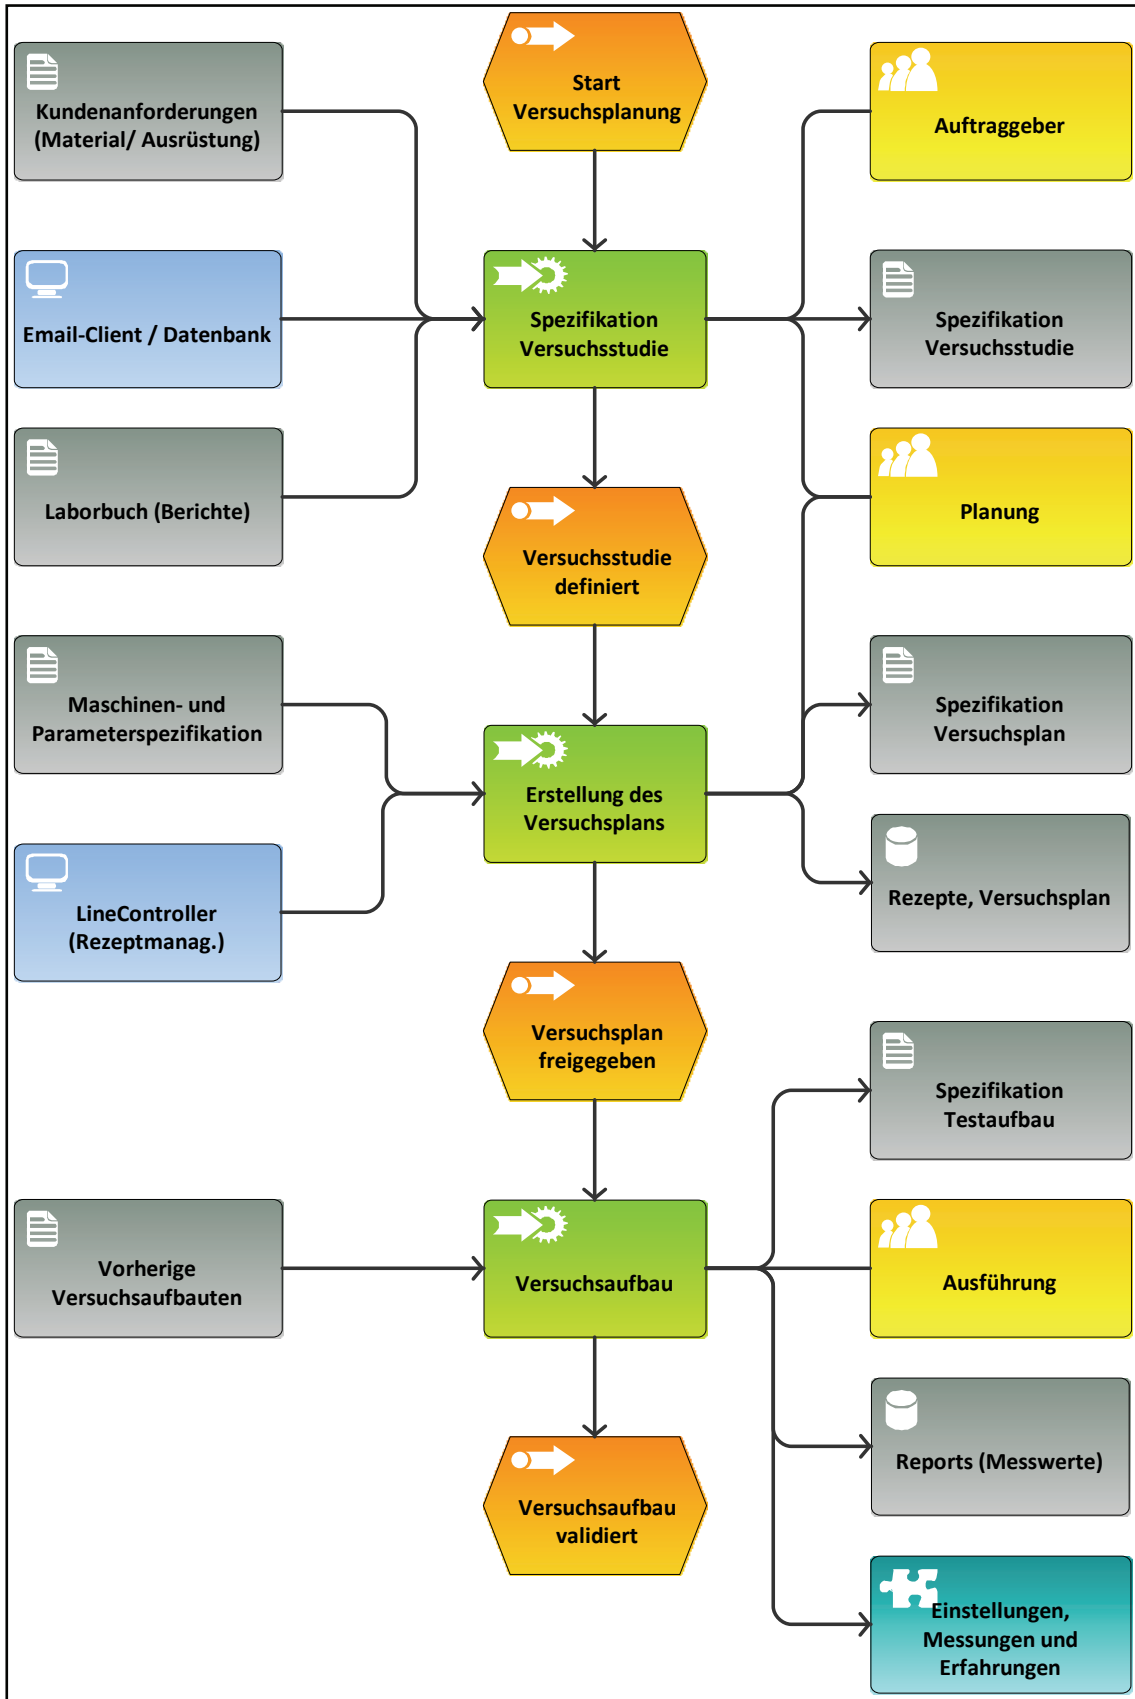 Start
Versuchsplanung
Kundenanforderungen
(Material/ Ausrüstung)
Auftraggeber
Email-Client / Datenbank
Spezifikation
Versuchsstudie
Spezifikation
Versuchsstudie
Laborbuch (Berichte)
Versuchsstudie
definiert
Planung
Maschinen- und
Parameterspezifikation
Erstellung des
Versuchsplans
Spezifikation
Versuchsplan
LineController
(Rezeptmanag.)
Rezepte, Versuchsplan
Versuchsplan
freigegeben
Spezifikation
Testaufbau
Vorherige
Versuchsaufbauten
Versuchsaufbau
Ausführung
Versuchsaufbau
validiert
Reports (Messwerte)
Einstellungen,
Messungen und
Erfahrungen